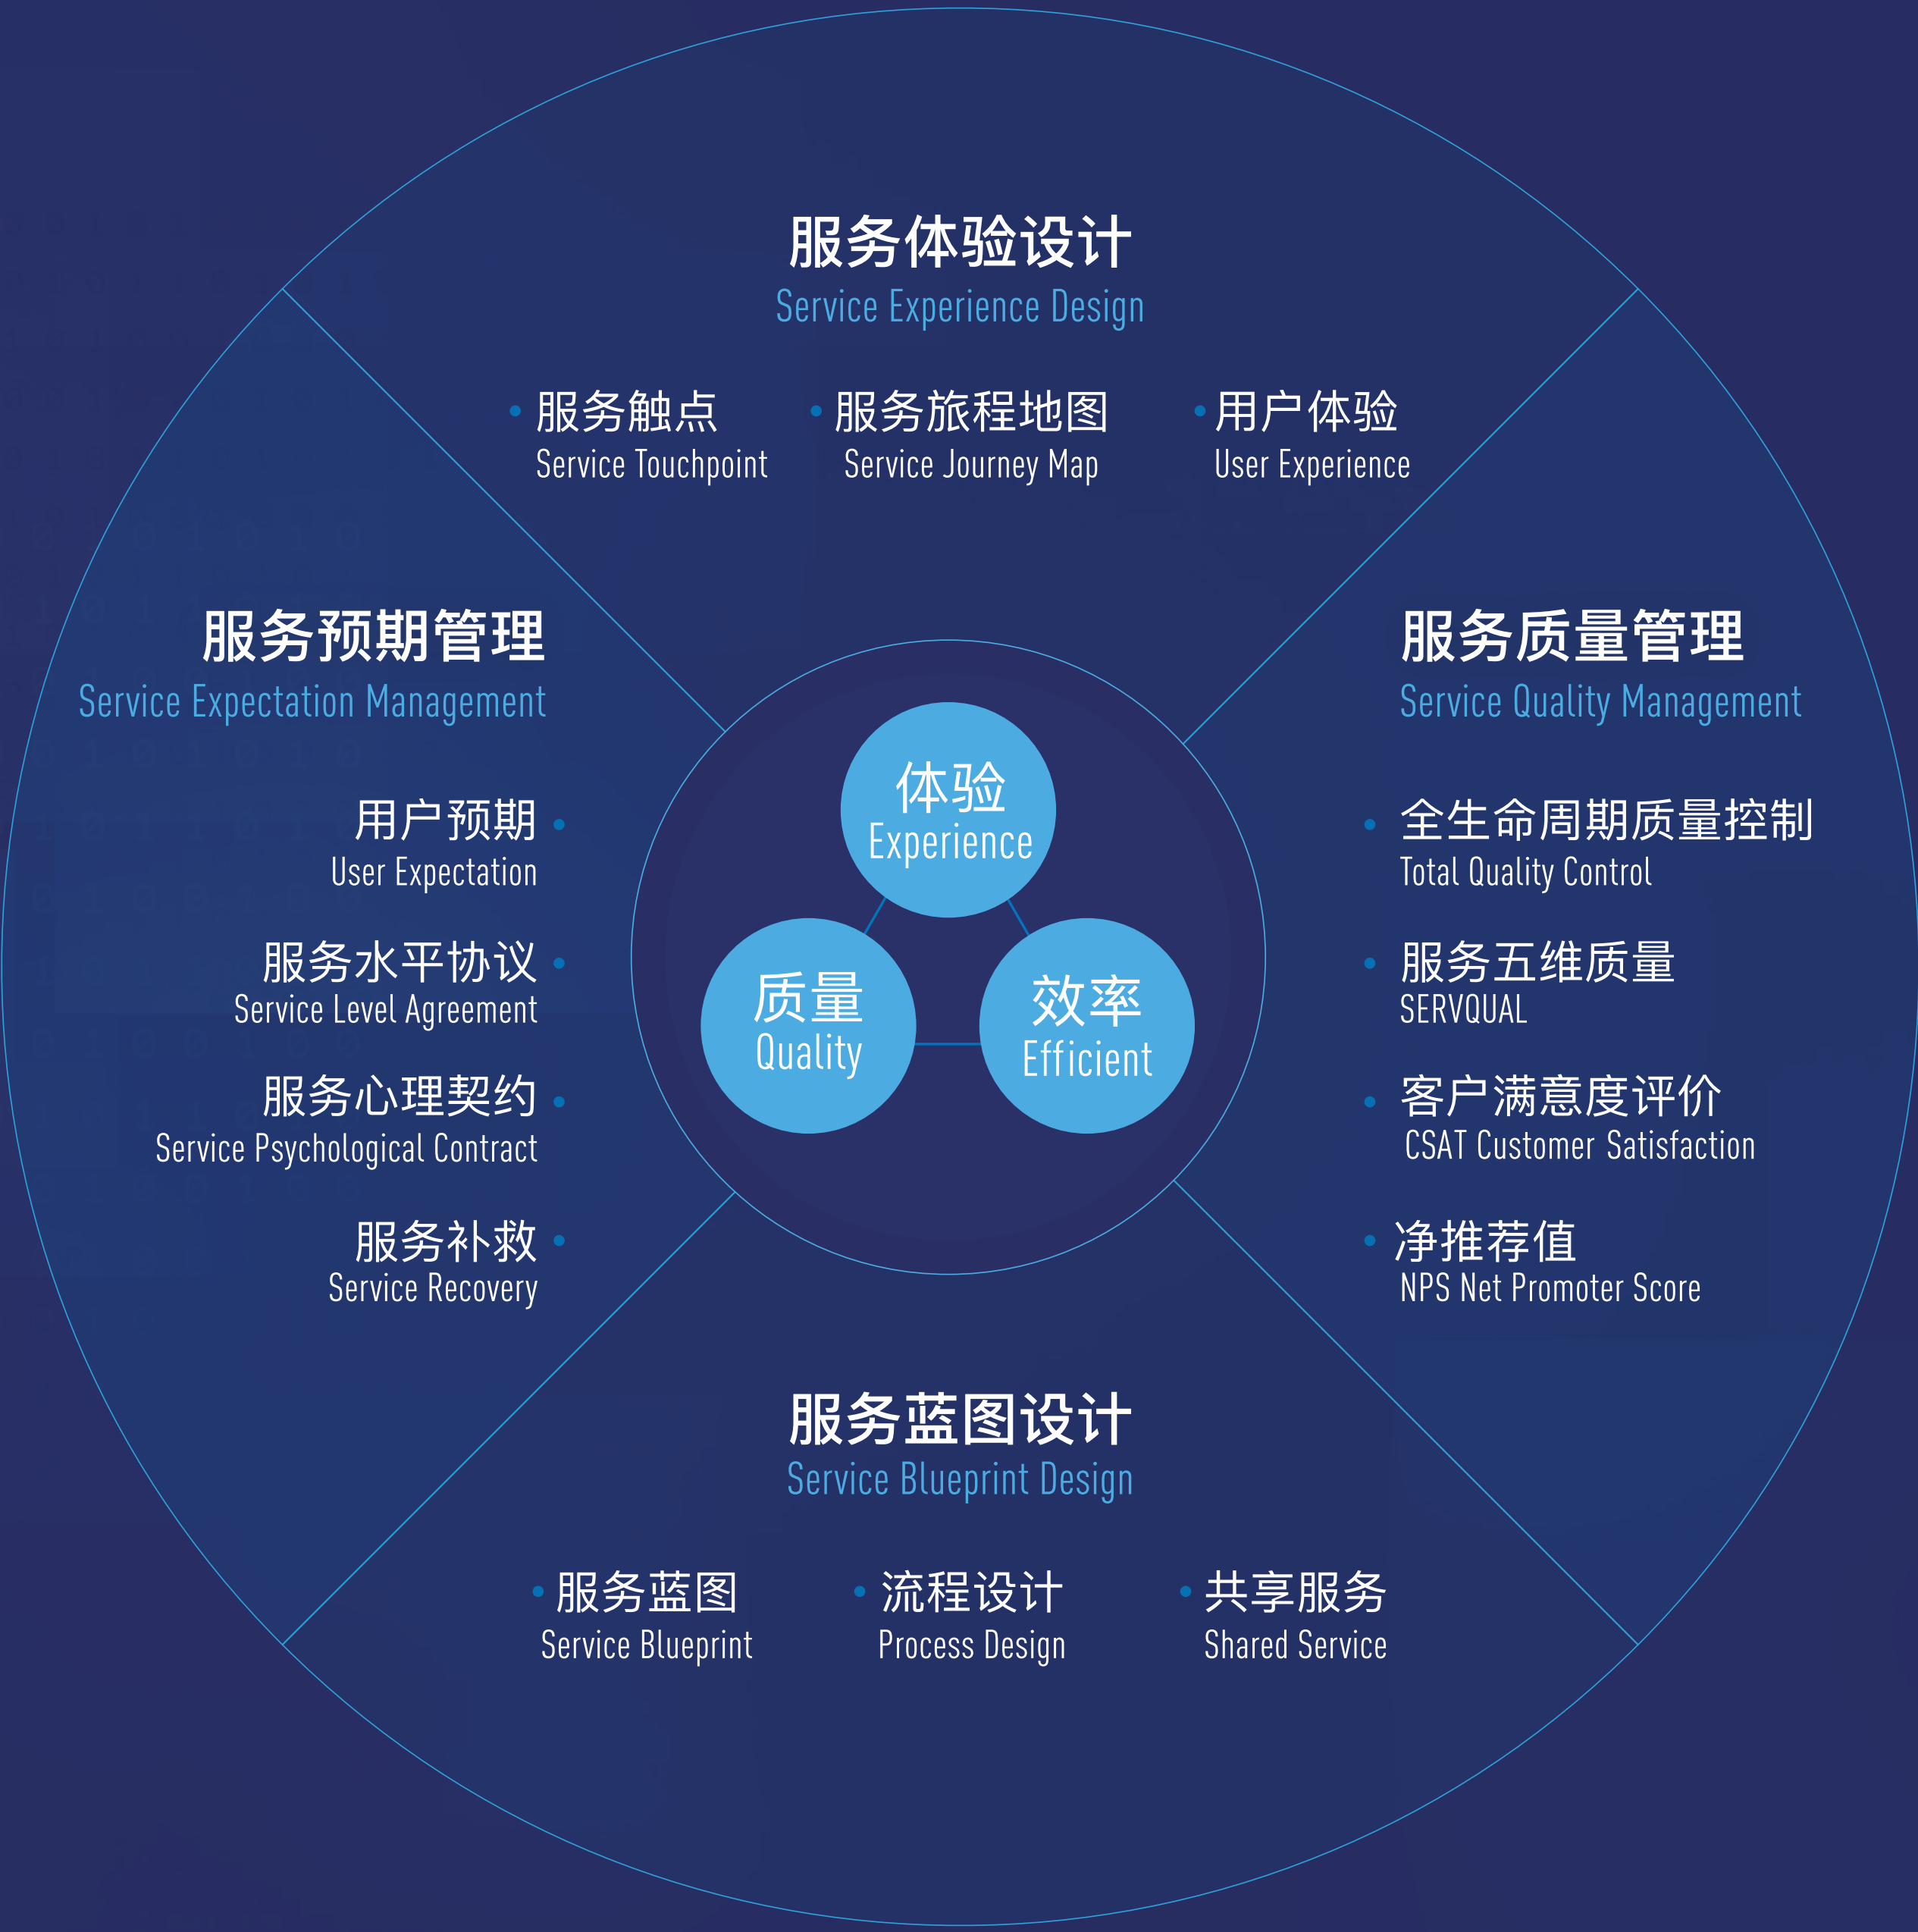 服务体验设计
Service Experience Design
服务触点
Service Touchpoint
服务旅程地图
Service Journey Map
用户体验
User Experience
服务预期管理
Service Expectation Management
用户预期
User Expectation
服务水平协议
Service Level Agreement
服务心理契约
Service Psychological Contract
服务补救
Service Recovery
体验
Experience
质量
Quality
效率
Efficient
服务质量管理
Service Quality Management
全生命周期质量控制
Total Quality Control
服务五维质量
SERVQUAL
客户满意度评价
CSAT Customer Satisfaction
净推荐值
NPS Net Promoter Score
服务蓝图设计
Service Blueprint Design
服务蓝图
Service Blueprint
流程设计
Process Design
共享服务
Shared Service